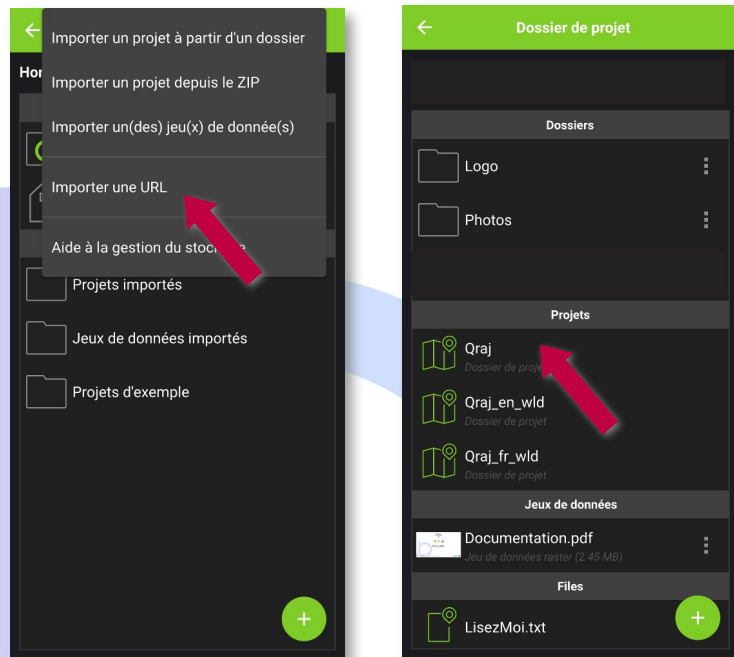 Importer un projet à partir d'un dossier
Hor
Importer un projet depuis le ZIP
Importer un(des) jeu(x) de donnée(s)
Importer une URL
Aide à la gestion du
Projets importés
Jeux de données importés
Projets d'exemple
Dossier de projet
Dossiers
Logo
Photos
Projets
Qraj
Dossier de proje
Qraj_en_wld
Dossier de projet
Qraj_fr_wld
Dossier de projet
Jeux de données
Documentation.pdf
Jeu de données raster (2.45 MB)
Files
LisezMoi.txt